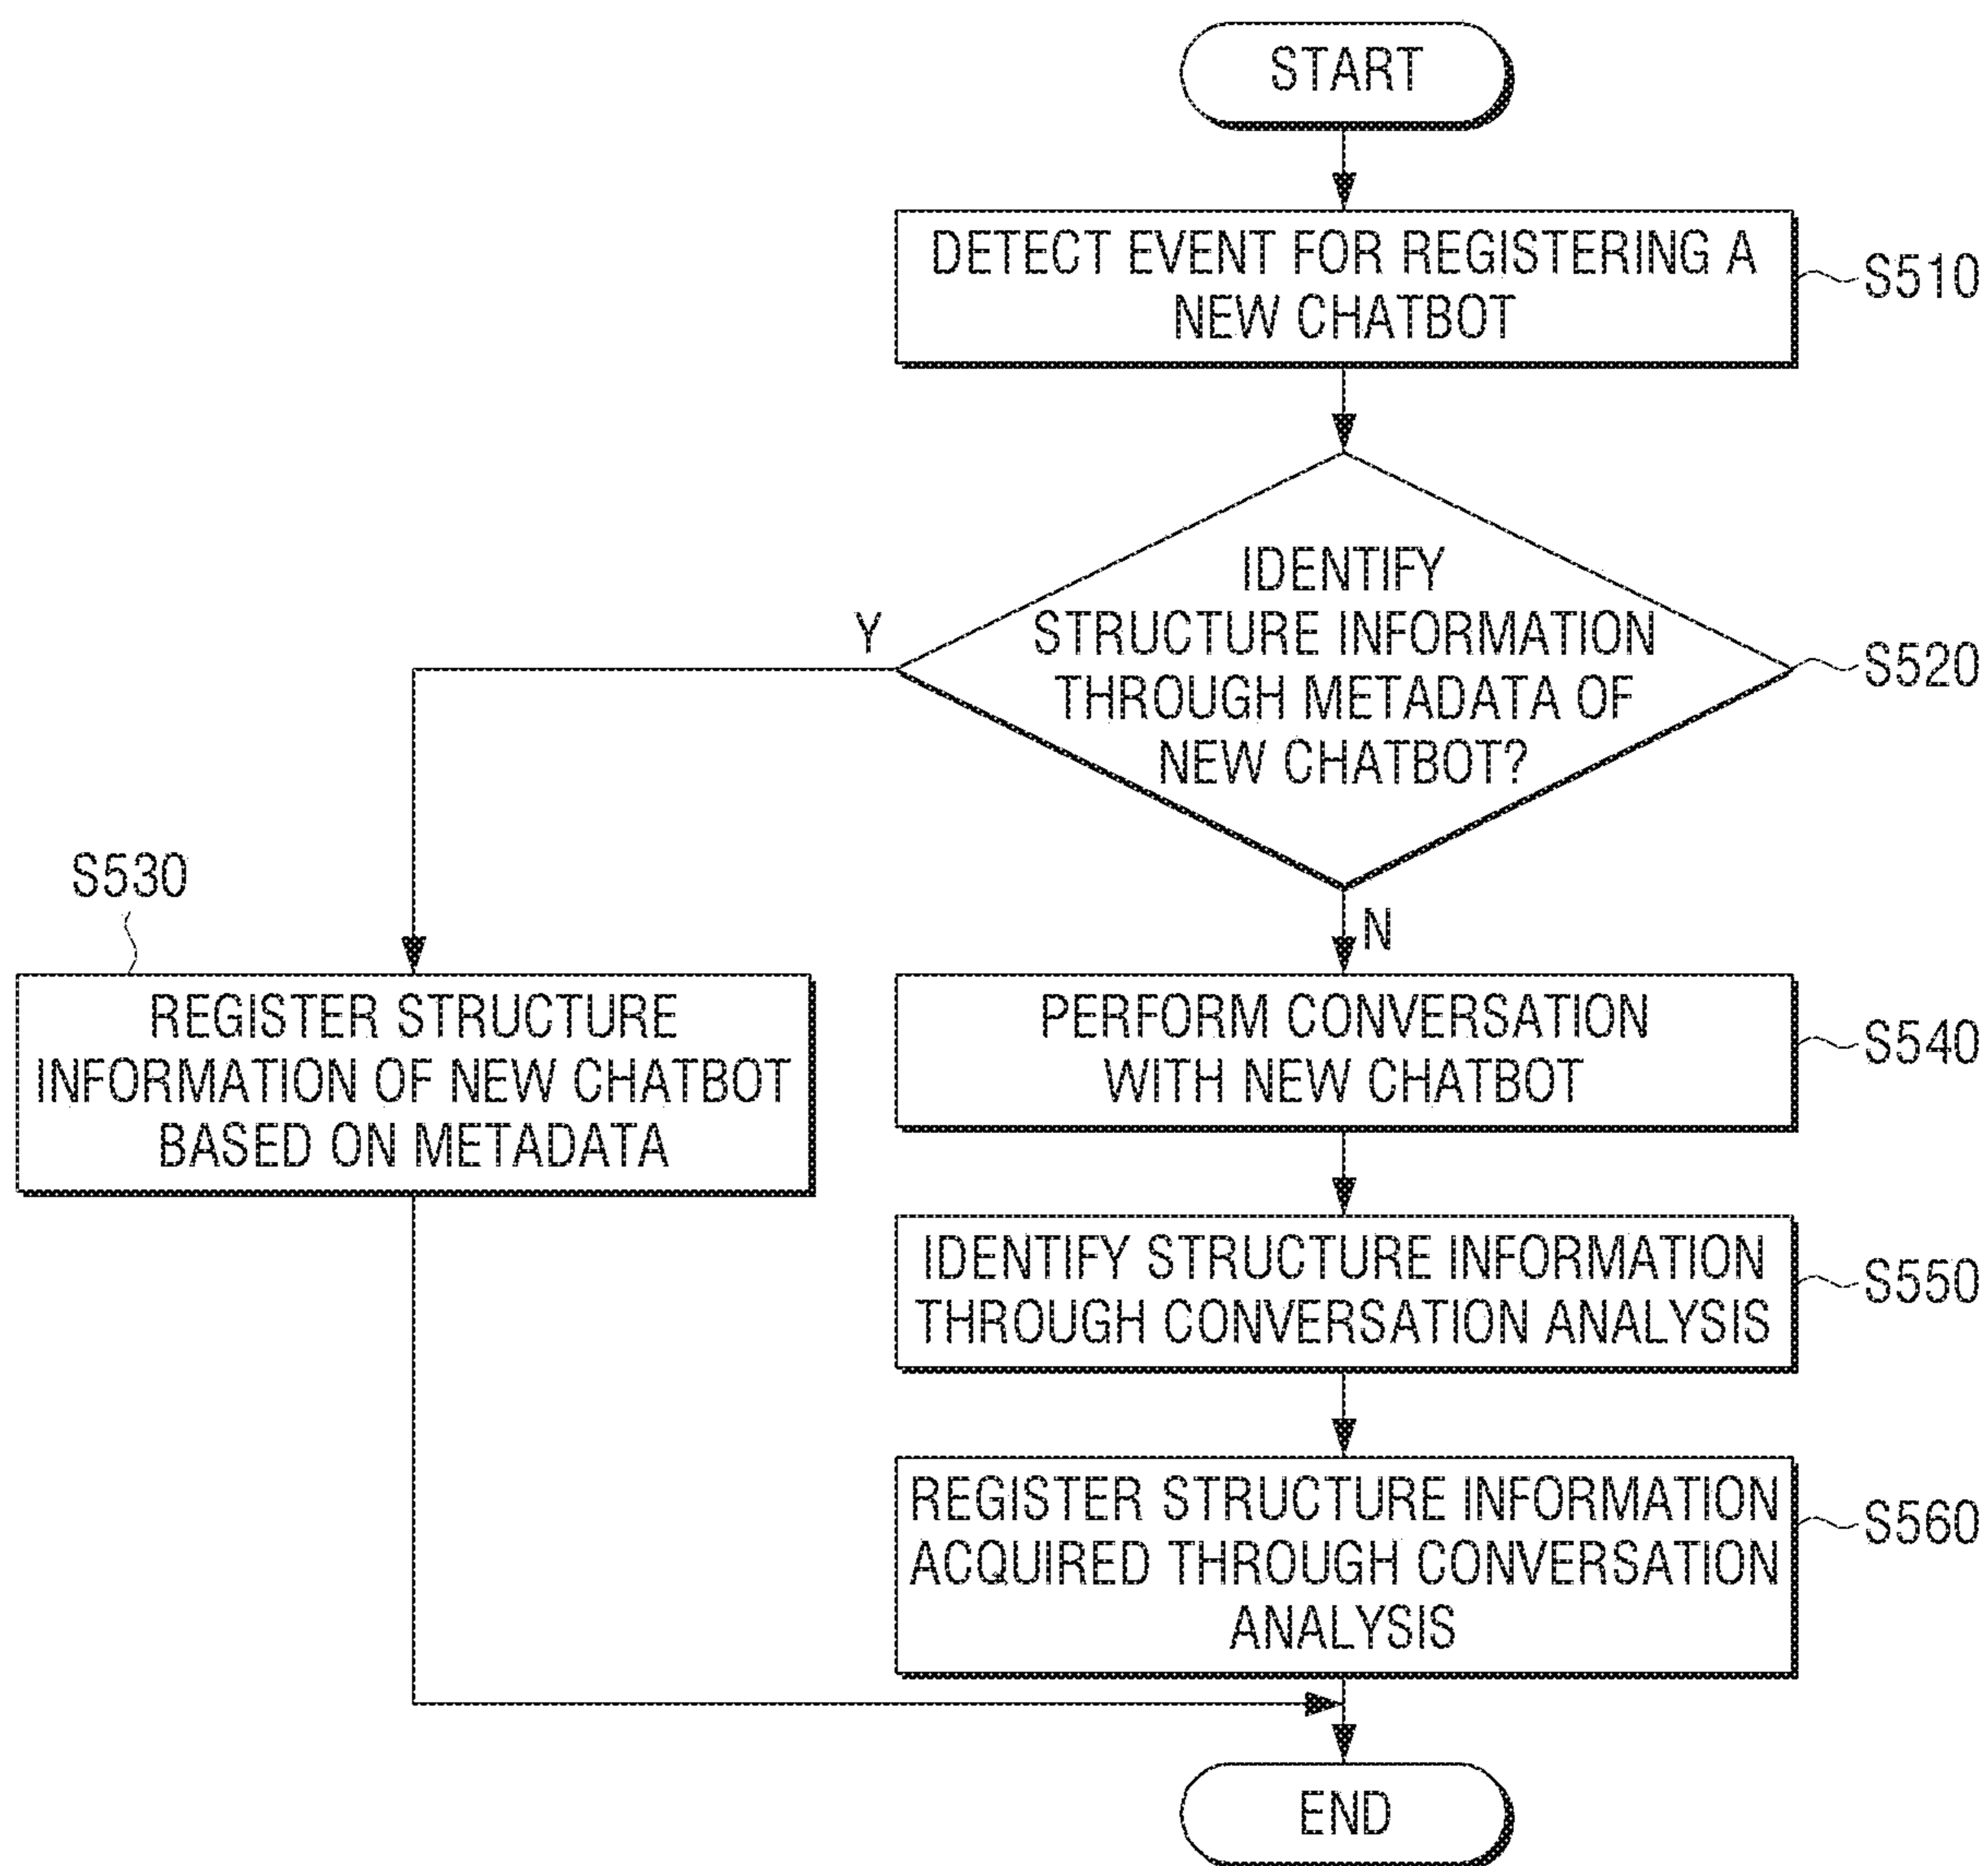 START
DETECT EVENT FOR REGISTERING A
NEW CHATBOT
S510
IDENTIFY
STRUCTURE INFORMATION
THROUGH METADATA OF
NEW CHATBOT?
S520
Y
N
S530
REGISTER STRUCTURE
INFORMATION OF NEW CHATBOT
BASED ON METADATA
PERFORM CONVERSATION
WITH NEW CHATBOT
S540
IDENTIFY STRUCTURE INFORMATION
THROUGH CONVERSATION ANALYSIS
S550
REGISTER STRUCTURE INFORMATION
ACQUIRED THROUGH CONVERSATION
ANALYSIS
S560
END